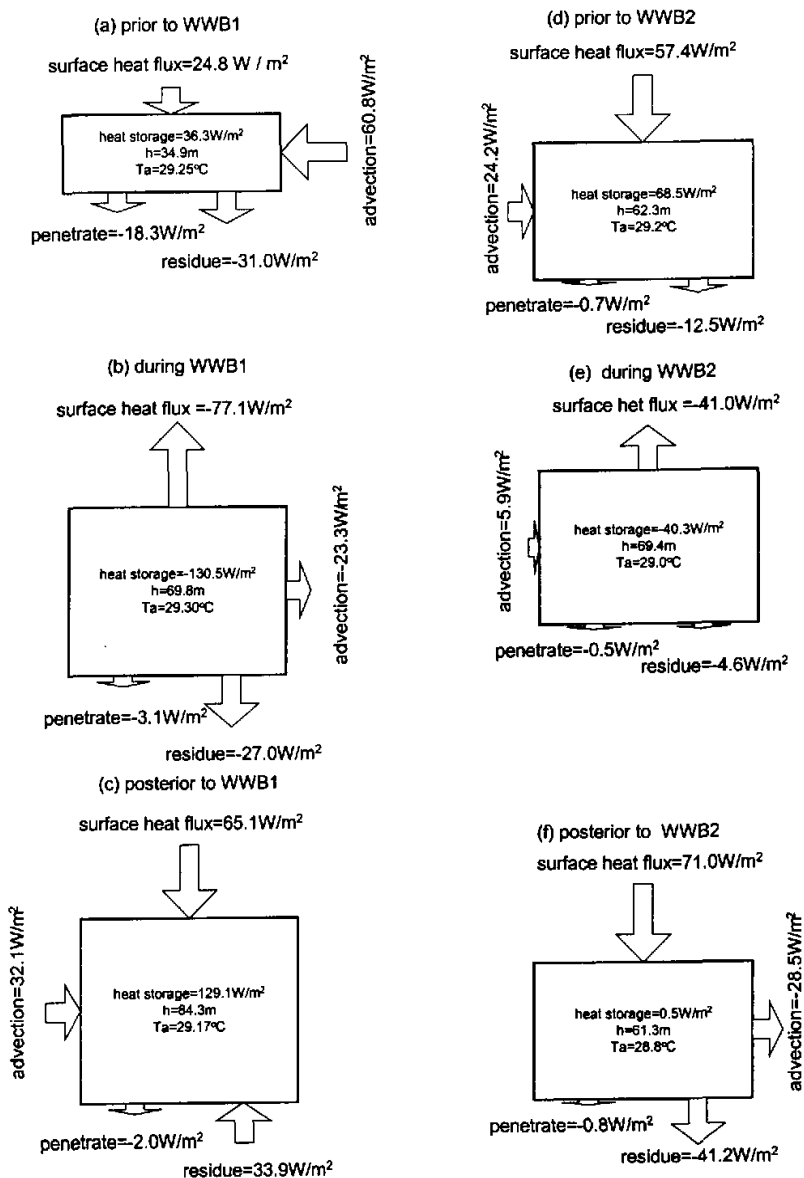 (a) prior to WWB1
surface heat flux=24.8 W / m²
heat storage=36.3W/m²
h=34.9m
Ta=29.25ºC
advection=60.8W/m²
penetrate=-18.3W/m²
residue=-31.0W/m²
(b) during WWB1
surface heat flux =-77.1W/m²
heat storage=-130.5W/m²
h=69.8m
Ta=29.30ºC
advection=-23.3W/m²
penetrate=-3.1W/m²
residue=-27.0W/m²
(c) posterior to WWB1
surface heat flux=65.1W/m²
advection=32.1W/m²
heat storage=129.1W/m²
h=84.3m
Ta=29.17ºC
penetrate=-2.0W/m²
residue=33.9W/m²
(d) prior to WWB2
surface heat flux=57.4W/m²
advection=24.2W/m²
heat storage=68.5W/m²
h=62.3m
Ta=29.2ºC
penetrate=-0.7W/m²
residue=-12.5W/m²
(e) during WWB2
surface het flux =-41.0W/m²
advection=5.9W/m²
heat storage=-40.3W/m²
h=69.4m
Ta=29.0ºC
penetrate=-0.5W/m²
residue=-4.6W/m²
(f) posterior to WWB2
surface heat flux=71.0W/m²
heat storage=0.5W/m²
h=61.3m
Ta=28.8ºC
advection=-28.5W/m²
penetrate=-0.8W/m²
residue=-41.2W/m²